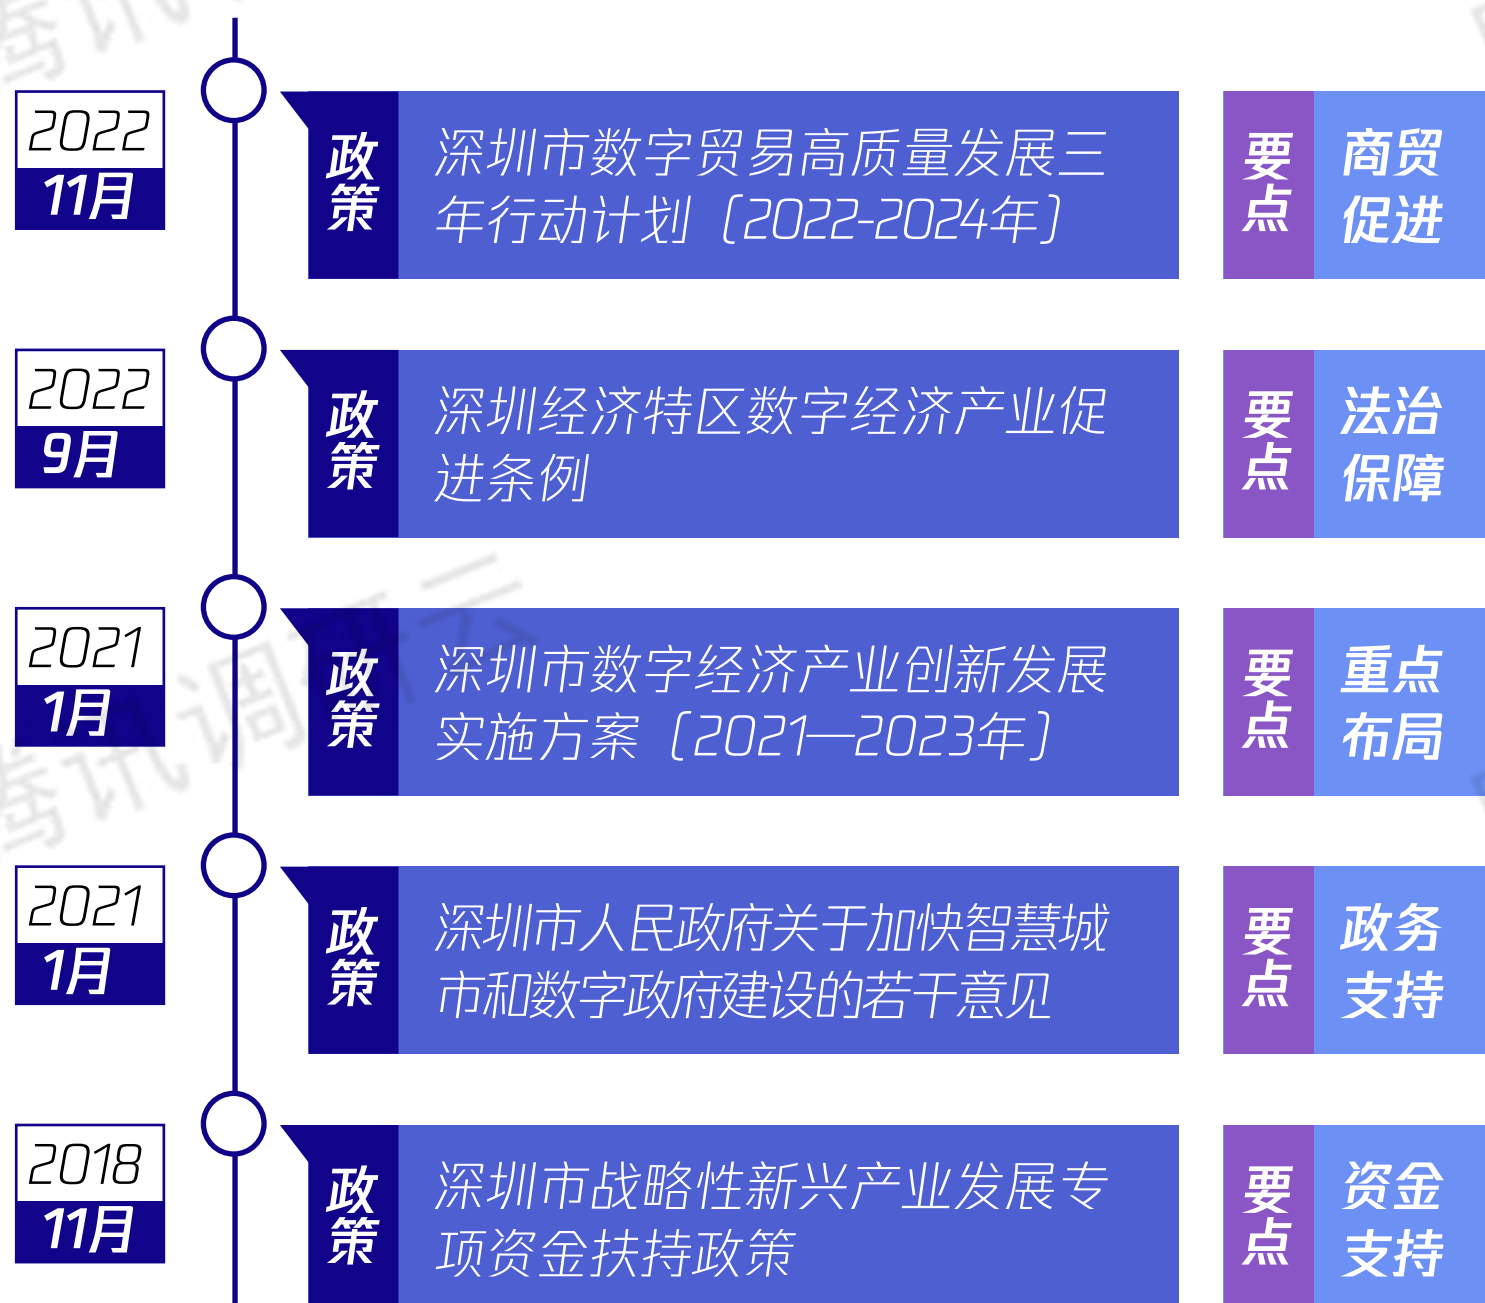 2022
11月
政策
深圳市数字贸易高质量发展三
年行动计划（2022-2024年）
要点
商贸
促进
2022
9月
政策
深圳经济特区数字经济产业促
进条例
要点
法治
保障
2021
1月
政策
深圳市数字经济产业创新发展
实施方案（2021—2023年）
要点
重点
布局
2021
1月
政策
深圳市人民政府关于加快智慧城
市和数字政府建设的若干意见
要点
政务
支持
2018
11月
政策
深圳市战略性新兴产业发展专
项资金扶持政策
要点
资金
支持
腾讯调研云